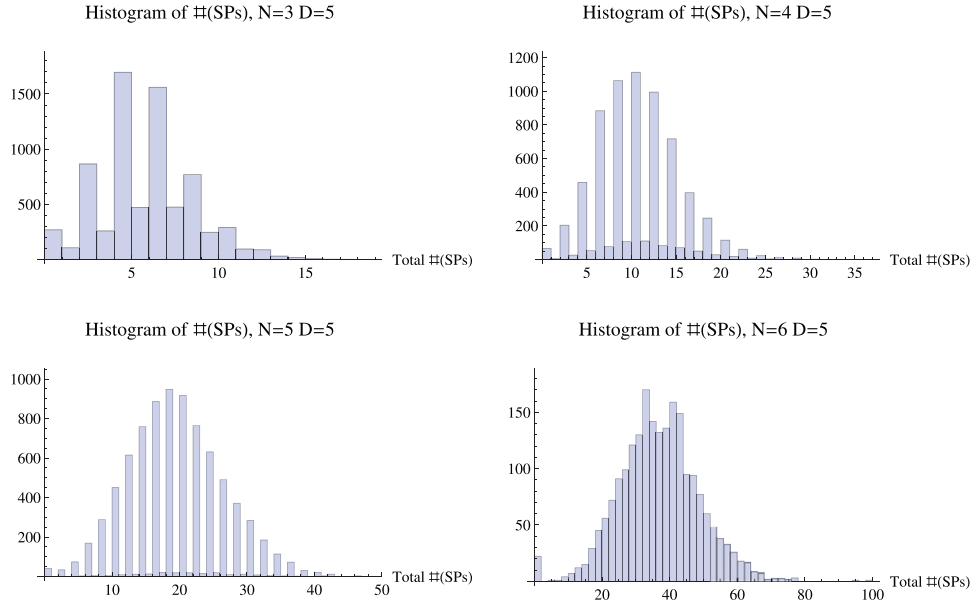 Histogram of #(SPs), N=3 D=5
1500
1000
500
5 10 15
Total #(SPs)
Histogram of #(SPs), N=4 D=5
1200
1000
800
600
400
200
5 10 15 20 25 30 35
Total #(SPs)
Histogram of #(SPs), N=5 D=5
1000
800
600
400
200
10 20 30 40 50
Total #(SPs)
Histogram of #(SPs), N=6 D=5
150
100
50
20 40 60 80 100
Total #(SPs)